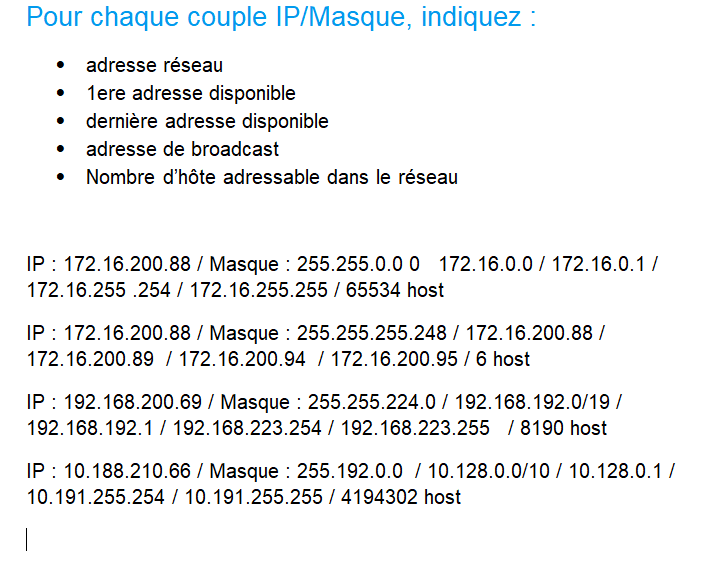 Pour chaque couple IP/Masque, indiquez :
• adresse réseau
• 1ere adresse disponible
• dernière adresse disponible
• adresse de broadcast
• Nombre d’hôte adressable dans le réseau
IP : 172.16.200.88 / Masque : 255.255.0.0 0 172.16.0.0 / 172.16.0.1 /
172.16.255 .254 / 172.16.255.255 / 65534 host
IP : 172.16.200.88 / Masque : 255.255.255.248 / 172.16.200.88 /
172.16.200.89 / 172.16.200.94 / 172.16.200.95 / 6 host
IP : 192.168.200.69 / Masque : 255.255.224.0 / 192.168.192.0/19 /
192.168.192.1 / 192.168.223.254 / 192.168.223.255 / 8190 host
IP : 10.188.210.66 / Masque : 255.192.0.0 / 10.128.0.0/10 / 10.128.0.1 /
10.191.255.254 / 10.191.255.255 / 4194302 host